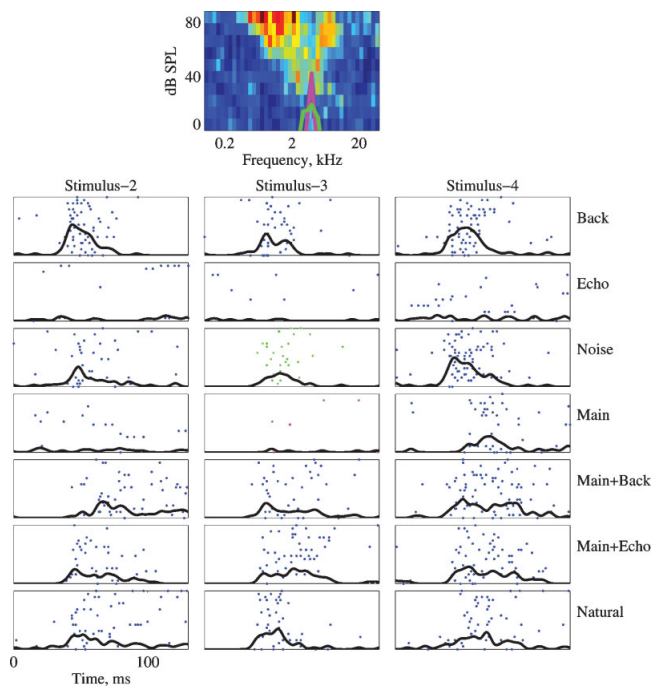 80
40
0
dB SPL
0.2 2 20
Frequency, kHz
Stimulus−2 Stimulus−3 Stimulus−4
Back
Echo
Noise
Main
Main+Back
Main+Echo
Natural
0 100
Time, ms